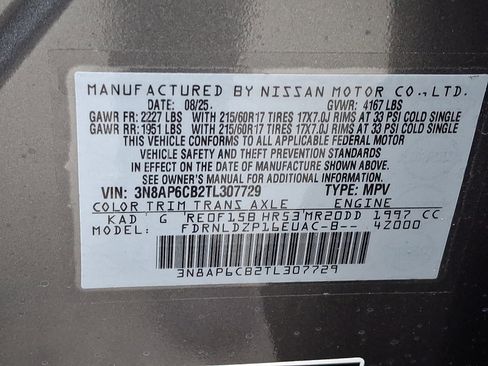 MANUFACTURED BY NISSAN MOTOR CO., LTD.
DATE: 08/25. GVWR: 4167 LBS
GAWR FR: 2227 LBS WITH 215/60R17 TIRES 17X7.0J RIMS AT 33 PSI COLD SINGLE
GAWR RR: 1951 LBS WITH 215/60R17 TIRES 17X7.0J RIMS AT 33 PSI COLD SINGLE
THIS VEHICLE CONFORMS TO ALL APPLICABLE FEDERAL MOTOR
VEHICLE SAFETY AND THEFT PREVENTION STANDARDS
IN EFFECT ON THE DATE OF MANUFACTURE SHOWN ABOVE.
SEE OWNERS MANUAL FOR ADDITIONAL INFORMATION
VIN: 3N8AP6CB2TL307729 TYPE: MPV
COLOR TRIM TRANS AXLE ENGINE
KAD G RE0F15B HR53 MR20DD 1997 CC
MODEL: FDRNLDZP16EUAC-B-- 4Z000
3N8AP6CB2TL307729